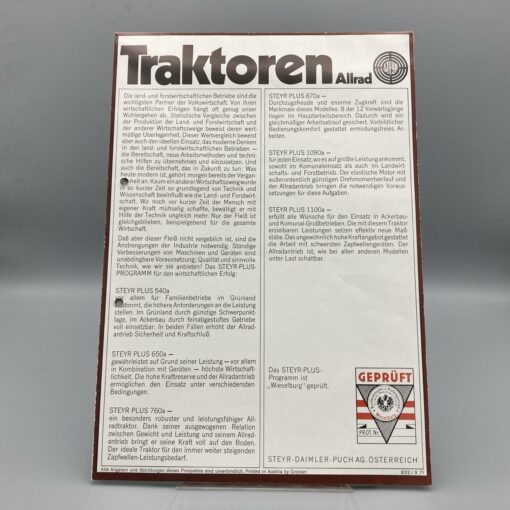 Traktoren Allrad
Die land- und forstwirtschaftlichen Betriebe sind die
wichtigsten Partner der Volkswirtschaft. Von ihren
wirtschaftlichen Erfolgen hängt oft genug unser
Wohlergehen ab. Statistische Vergleiche zwischen
der Produktion der Land- und Forstwirtschaft und
der anderer Wirtschaftszweige beweist deren wert-
mäßige Überlegenheit. Dieser Wertvergleich beweist
aber auch den ideellen Einsatz, das moderne Denken
in den land- und forstwirtschaftlichen Betrieben —
die Bereitschaft, neue Arbeitsmethoden und techni-
sche Hilfen zu übernehmen und einzusetzen. Und
auch die Bereitschaft, das in Zukunft zu tun: Was
heute modern ist, gehört morgen bereits der Vergan-
an. Kaum ein anderer Wirtschaftszweig wurde
in so kurzer Zeit so grundlegend von Technik und
Wissenschaft beeinflußt wie die Land- und Forstwirt-
schaft. Wo noch vor kurzer Zeit der Mensch mit
eigener Kraft mühselig schaffte, bewältigt er mit
Hilfe der Technik ungleich mehr. Nur der Fleiß ist
gleichgeblieben, beispielgebend für die gesamte
Wirtschaft.
Daß aber dieser Fleiß nicht vergeblich ist, sind die
Anstrengungen der Industrie notwendig. Ständige
Verbesserungen von Maschinen und Geräten sind
unabdingbare Voraussetzung, Qualität und sinnvolle
Technik, wie wir sie anbieten! Das STEYR-PLUS-
PROGRAMM für den wirtschaftlichen Erfolg.
STEYR PLUS 540a —
allem für Familienbetriebe im Grünland
bestimmt, die höhere Anforderungen an die Leistung
stellen. Im Grünland durch günstige Schwerpunkt-
lage, im Ackerbau durch feinabgestuftes Getriebe
voll einsetzbar. In beiden Fällen erhöht der Allrad-
antrieb Sicherheit und Kraftschluß.
STEYR PLUS 650a —
gewährleistet auf Grund seiner Leistung — vor allem
in Kombination mit Geräten — höchste Wirtschaft-
lichkeit. Die hohe Kraftreserve und der Allradantrieb
ermöglichen den Einsatz unter verschiedensten
Bedingungen.
STEYR PLUS 760a —
ein besonders robuster und leistungsfähiger All-
radtraktor. Dank seiner ausgewogenen Relation
zwischen Gewicht und Leistung und seinem Allrad-
antrieb bringt er seine Kraft voll auf den Boden.
Der ideale Traktor für den immer weiter steigenden
Zapfwellen-Leistungsbedarf.
STEYR PLUS 870a —
Durchzugsfreude und enorme Zugkraft sind die
Merkmale dieses Modelles. 8 der 12 Vorwärtsgänge
liegen im Hauptarbeitsbereich. Dadurch wird ein
gleichmäßiger Arbeitsablauf gesichert. Vorbildlicher
Bedienungskomfort gestattet ermüdungsfreies Ar-
beiten.
STEYR PLUS 1090a —
für jeden Einsatz, wo es auf größte Leistung ankommt,
sowohl im Komunaleinsatz als auch im Landwirt-
schafts- und Forstbetrieb. Der elastische Motor mit
außerordentlich günstigen Drehmomentverlauf und
der Allradantrieb bringen die notwendigen Voraus-
setzungen für diese Aufgaben.
STEYR PLUS 1100a —
erfüllt alle Wünsche für den Einsatz in Ackerbau-
und Komunal-Großbetrieben. Die mit diesem Traktor
erzielbaren Leistungen setzen effektiv neue Maß-
stäbe. Das ungewöhnlich hohe Kraftangebot gestattet
die Arbeit mit schwersten Zapfwellengeräten. Der
Allradantrieb ist, wie bei allen anderen Modellen
unter Last schaltbar.
Das STEYR-PLUS-
Programm ist
„Wieselburg“-geprüft.
GEPRÜFT
PROT. Nr
STEYR-DAIMLER-PUCH AG, ÖSTERREICH
Alle Angaben und Abbildungen dieses Prospektes sind unverbindlich. Printed in Austria by Grosser.